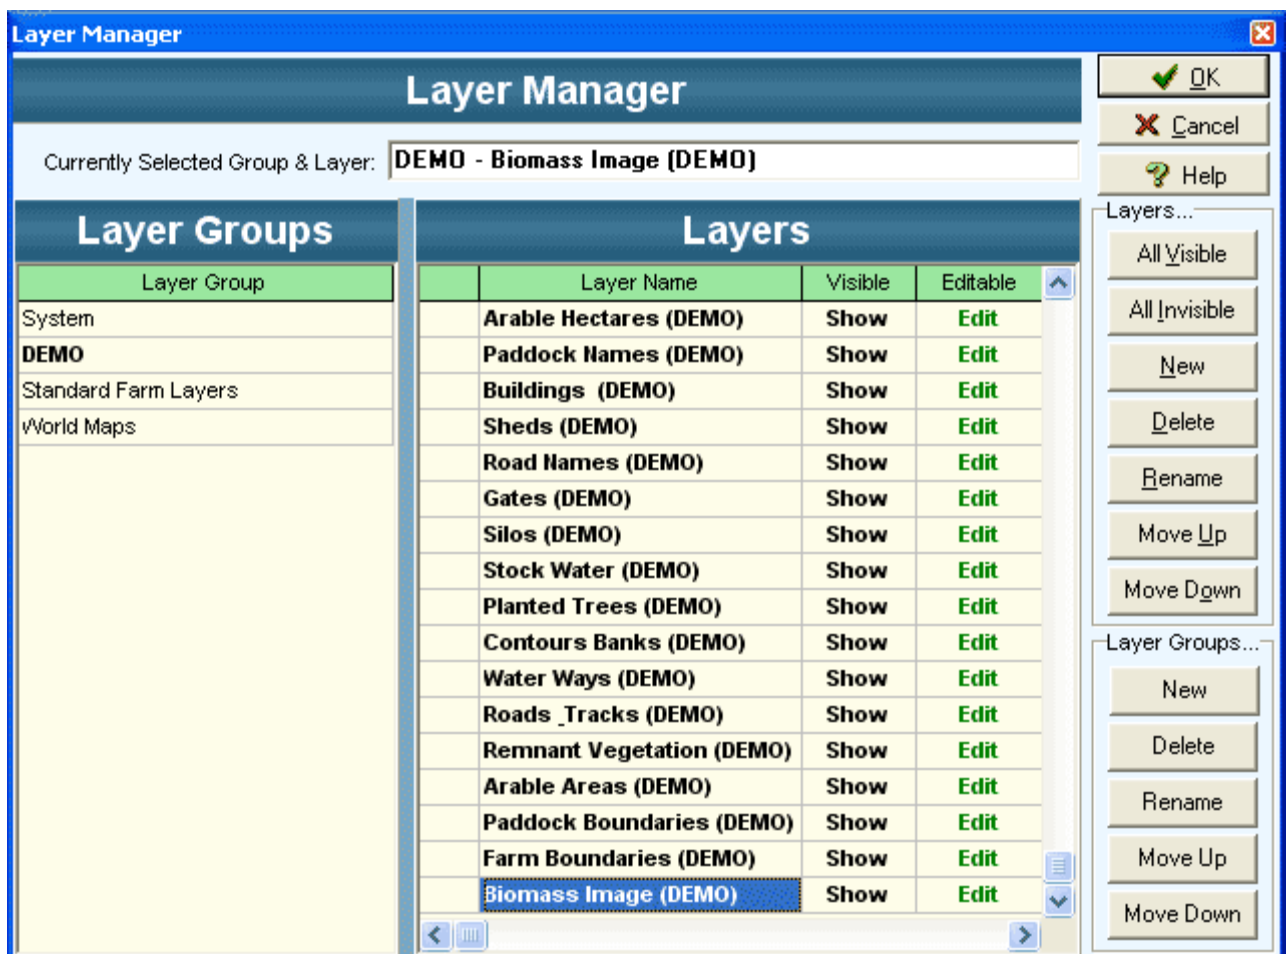 Layer Manager
Layer Manager
OK
Cancel
Currently Selected Group & Layer: DEMO - Biomass Image (DEMO)
Help
Layer Groups
Layers
Layers...
All Visible
All Invisible
New
Delete
Rename
Move Up
Move Down
Layer Groups...
New
Delete
Rename
Move Up
Move Down
Layer Group
System
DEMO
Standard Farm Layers
World Maps
Layer Name Visible Editable
Arable Hectares (DEMO) Show Edit
Paddock Names (DEMO) Show Edit
Buildings (DEMO) Show Edit
Sheds (DEMO) Show Edit
Road Names (DEMO) Show Edit
Gates (DEMO) Show Edit
Silos (DEMO) Show Edit
Stock Water (DEMO) Show Edit
Planted Trees (DEMO) Show Edit
Contours Banks (DEMO) Show Edit
Water Ways (DEMO) Show Edit
Roads _Tracks (DEMO) Show Edit
Remnant Vegetation (DEMO) Show Edit
Arable Areas (DEMO) Show Edit
Paddock Boundaries (DEMO) Show Edit
Farm Boundaries (DEMO) Show Edit
Biomass Image (DEMO) Show Edit